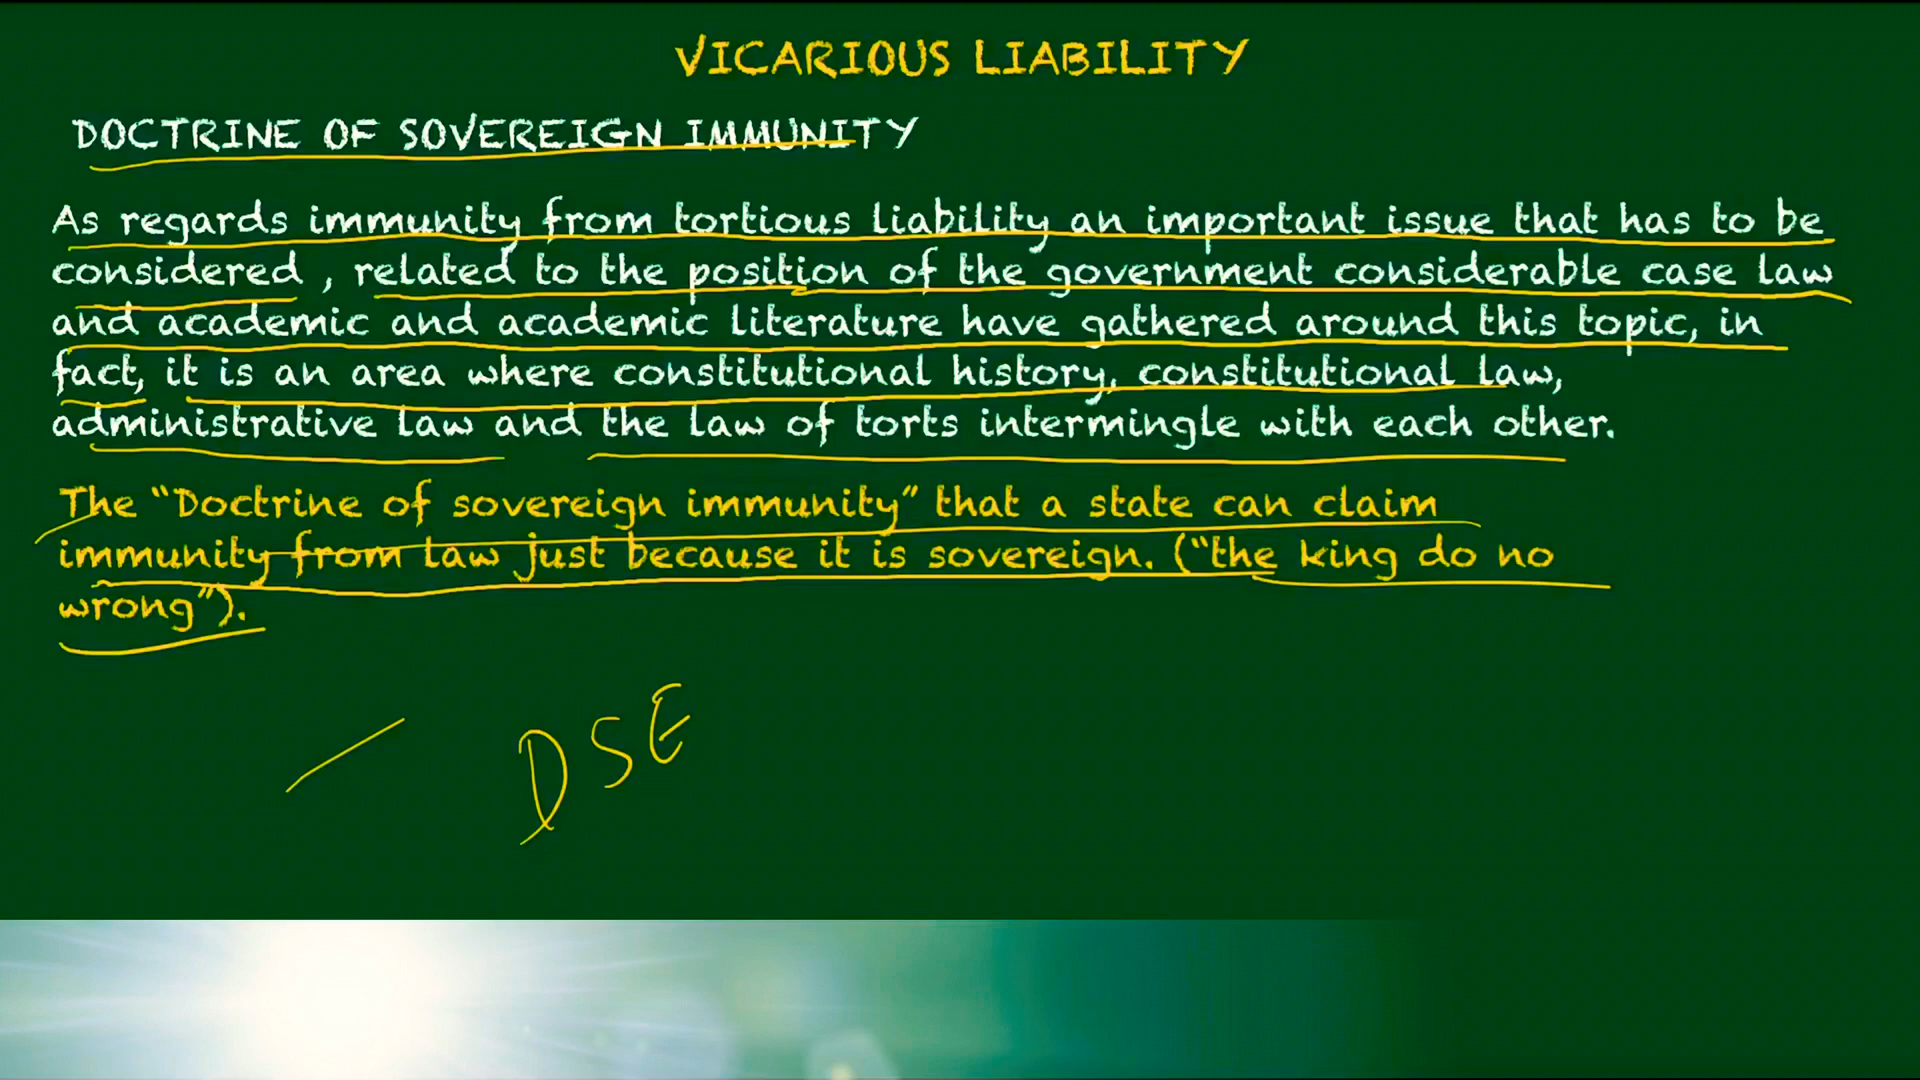 VICARIOUS LIABILITY
DOCTRINE OF SOVEREIGN IMMUNITY
As regards immunity from tortious liability an important issue that has to be
considered , related to the position of the government considerable case law
and academic and academic literature have gathered around this topic, in
fact, it is an area where constitutional history, constitutional law,
administrative law and the law of torts intermingle with each other.
The “Doctrine of sovereign immunity” that a state can claim
immunity from law just because it is sovereign. (“the king do no
wrong”).
DSE